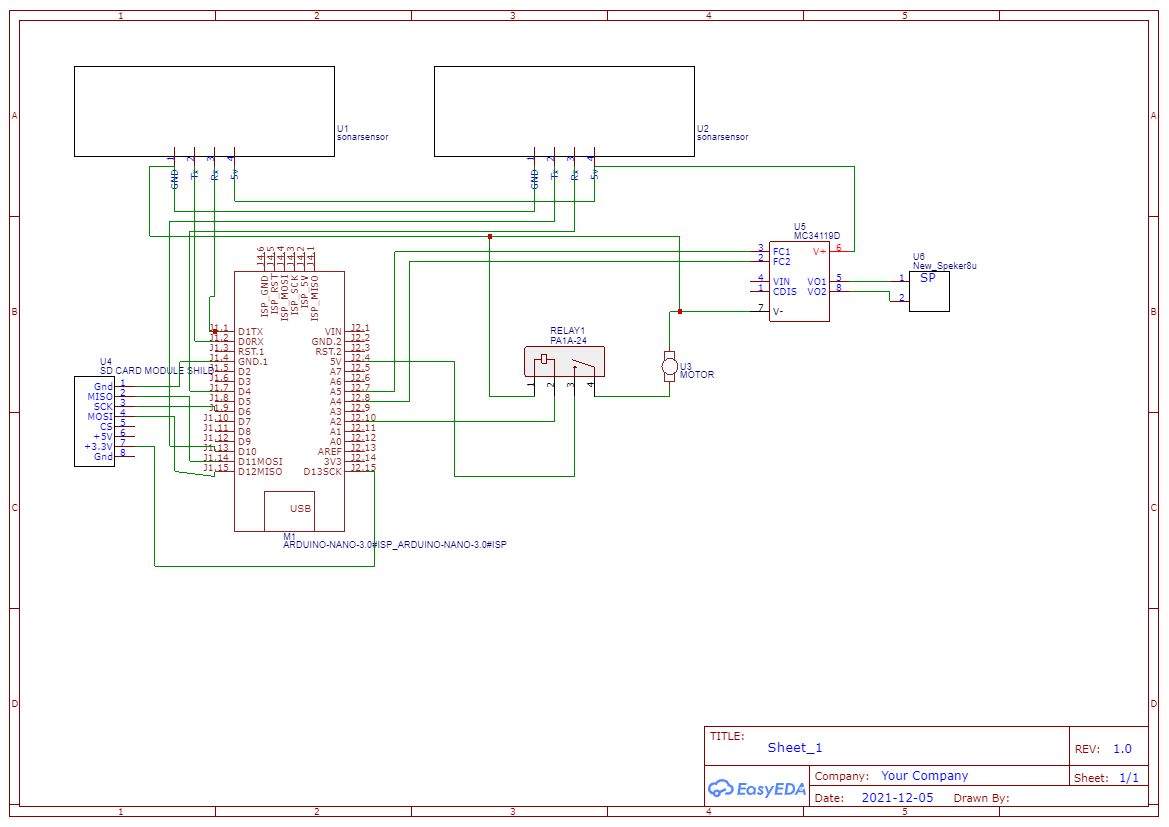 1 2 3 4 5
A A
B B
C C
D D
U1
sonarsensor
1 2 3 4
GND Tx Rx 5v
U2
sonarsensor
1 2 3 4
GND Tx Rx 5v
U5
MC34119D
3 FC1 V+ 6
2 FC2
4 VIN VO1 5
1 CDIS VO2 8
7 V-
U6
New_Speker8u
SP
1
2
J4.6 J4.5 J4.4 J4.3 J4.2 J4.1
ISP_GND ISP_RST ISP_MOSI ISP_SCK ISP_5V ISP_MISO
J1.1 D1TX VIN J2.1
J1.2 D0RX GND.2 J2.2
J1.3 RST.1 RST.2 J2.3
J1.4 GND.1 5V J2.4
J1.5 D2 A7 J2.5
J1.6 D3 A6 J2.6
J1.7 D4 A5 J2.7
J1.8 D5 A4 J2.8
J1.9 D6 A3 J2.9
J1.10 D7 A2 J2.10
J1.11 D8 A1 J2.11
J1.12 D9 A0 J2.12
J1.13 D10 AREF J2.13
J1.14 D11MOSI 3V3 J2.14
J1.15 D12MISO D13SCK J2.15
USB
M1
ARDUINO-NANO-3.0#ISP_ARDUINO-NANO-3.0#ISP
RELAY1
PA1A-24
1 2 3 4
U3
MOTOR
U4
SD CARD MODULE SHILD
Gnd 1
MISO 2
SCK 3
MOSI 4
CS 5
+5V 6
+3.3V 7
Gnd 8
TITLE:
Sheet_1
REV: 1.0
EasyEDA
Company: Your Company
Sheet: 1/1
Date: 2021-12-05 Drawn By:
1 2 3 4 5